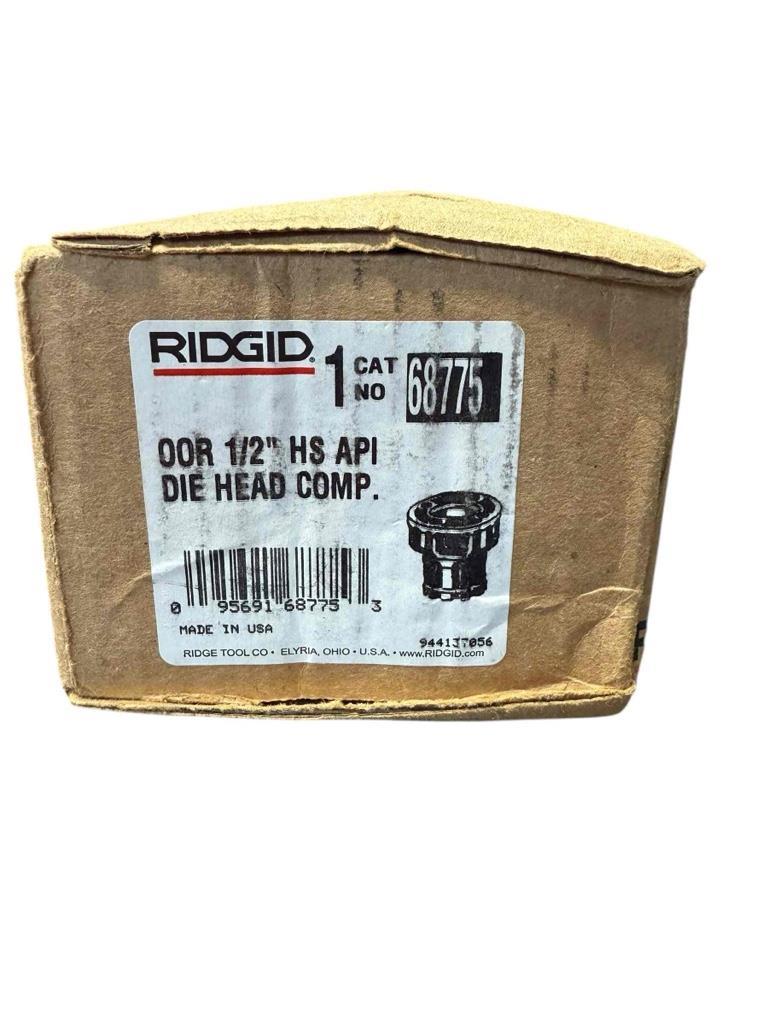 RIDGID®
1 CAT NO 68775
OOR 1/2" HS API
DIE HEAD COMP.
0 95691 68775 3
MADE IN USA
944137056
RIDGE TOOL CO • ELYRIA, OHIO • U.S.A. • www.RIDGID.com